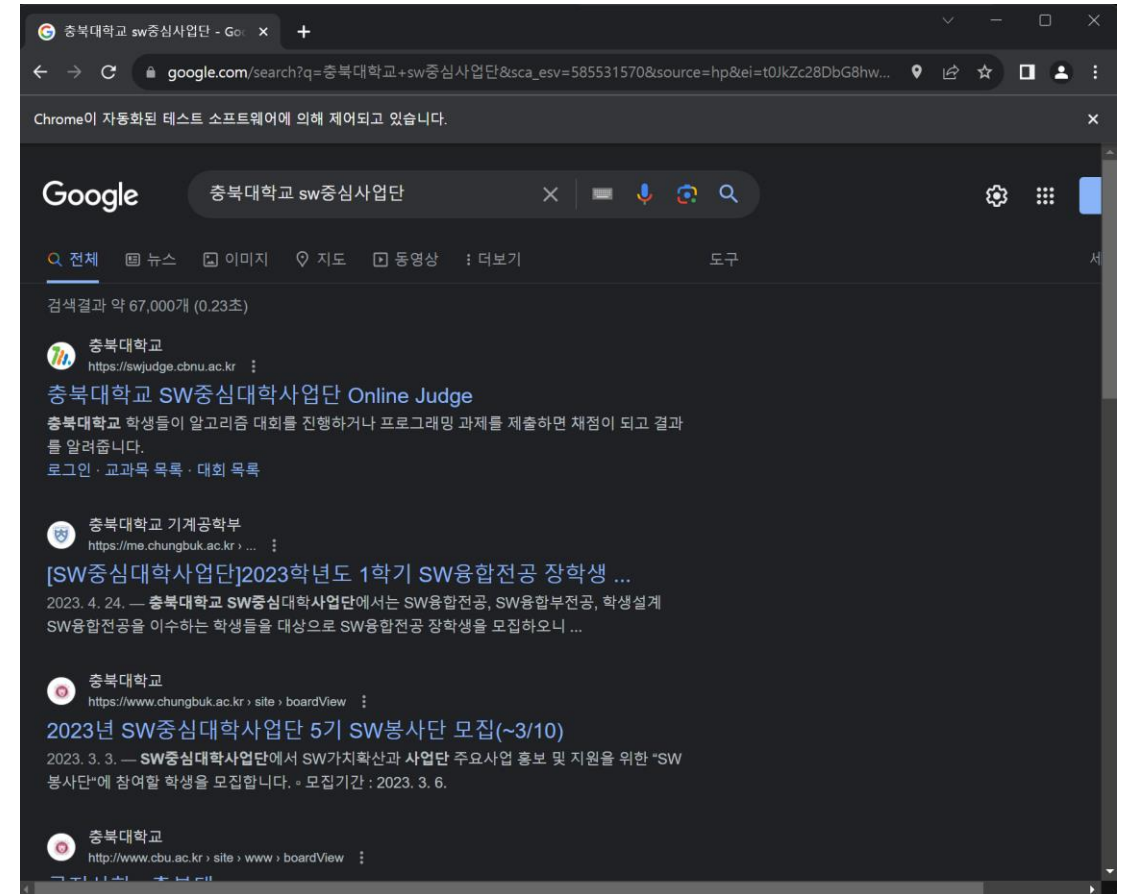 충북대학교 sw중심사업단 - Go
google.com/search?q=충북대학교+sw중심사업단&sca_esv=585531570&source=hp&ei=t0JkZc28DbG8hw...
Chrome이 자동화된 테스트 소프트웨어에 의해 제어되고 있습니다.
Google 충북대학교 sw중심사업단
전체 뉴스 이미지 지도 동영상 더보기 도구 세
검색결과 약 67,000개 (0.23초)
충북대학교
https://swjudge.cbnu.ac.kr
충북대학교 SW중심대학사업단 Online Judge
충북대학교 학생들이 알고리즘 대회를 진행하거나 프로그래밍 과제를 제출하면 채점이 되고 결과
를 알려줍니다.
로그인 · 교과목 목록 · 대회 목록
충북대학교 기계공학부
https://me.chungbuk.ac.kr › ...
[SW중심대학사업단]2023학년도 1학기 SW융합전공 장학생 ...
2023. 4. 24. — 충북대학교 SW중심대학사업단에서는 SW융합전공, SW융합부전공, 학생설계
SW융합전공을 이수하는 학생들을 대상으로 SW융합전공 장학생을 모집하오니 ...
충북대학교
https://www.chungbuk.ac.kr › site › boardView
2023년 SW중심대학사업단 5기 SW봉사단 모집(~3/10)
2023. 3. 3. — SW중심대학사업단에서 SW가치확산과 사업단 주요사업 홍보 및 지원을 위한 “SW
봉사단“에 참여할 학생을 모집합니다. ◦ 모집기간 : 2023. 3. 6.
충북대학교
http://www.cbu.ac.kr › site › www › boardView